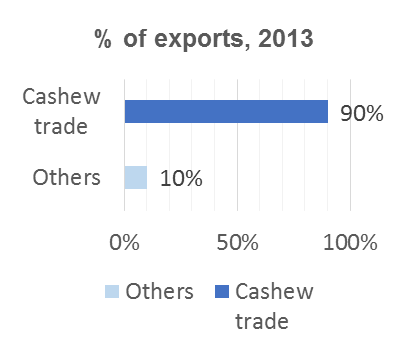 % of exports, 2013
Cashew
trade
90%
Others
10%
0%
50%
100%
Others
Cashew
trade